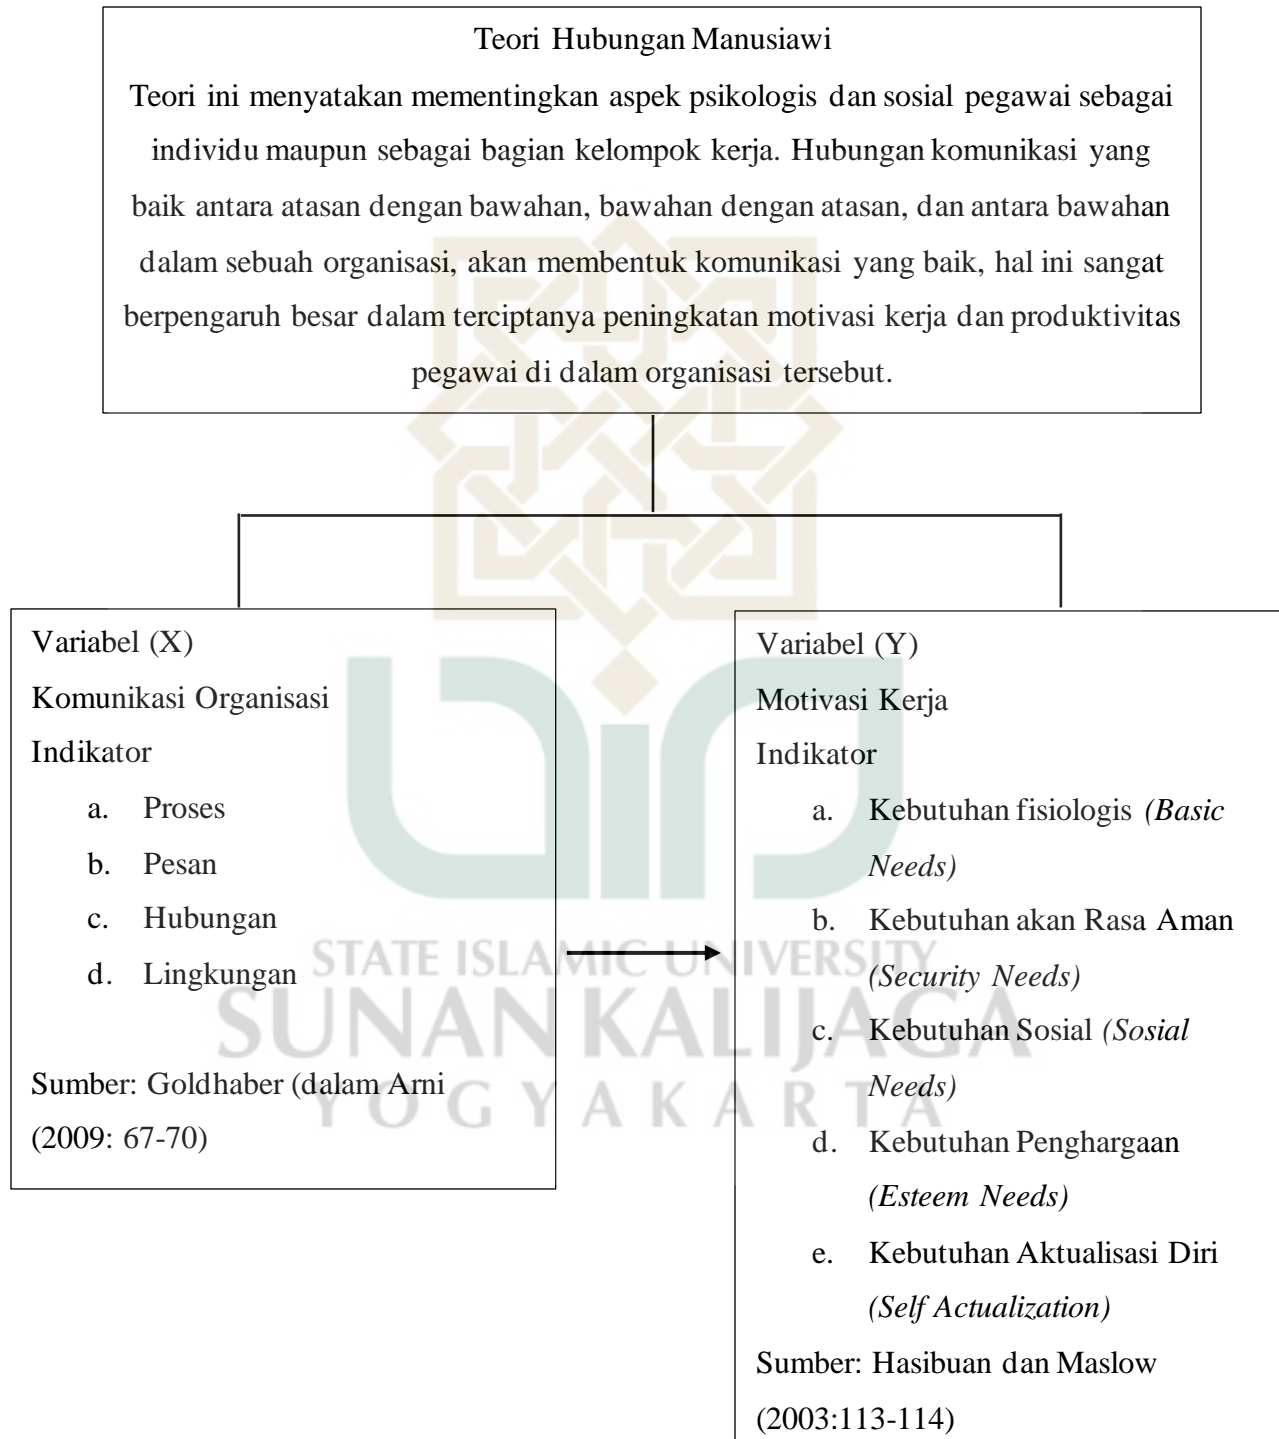 Teori Hubungan Manusiawi
Teori ini menyatakan mementingkan aspek psikologis dan sosial pegawai sebagai
individu maupun sebagai bagian kelompok kerja. Hubungan komunikasi yang
baik antara atasan dengan bawahan, bawahan dengan atasan, dan antara bawahan
dalam sebuah organisasi, akan membentuk komunikasi yang baik, hal ini sangat
berpengaruh besar dalam terciptanya peningkatan motivasi kerja dan produktivitas
pegawai di dalam organisasi tersebut.
Variabel (X)
Komunikasi Organisasi
Indikator
a. Proses
b. Pesan
c. Hubungan
d. Lingkungan
Sumber: Goldhaber (dalam Arni
(2009: 67-70)
Variabel (Y)
Motivasi Kerja
Indikator
a. Kebutuhan fisiologis (Basic
Needs)
b. Kebutuhan akan Rasa Aman
(Security Needs)
c. Kebutuhan Sosial (Sosial
Needs)
d. Kebutuhan Penghargaan
(Esteem Needs)
e. Kebutuhan Aktualisasi Diri
(Self Actualization)
Sumber: Hasibuan dan Maslow
(2003:113-114)
STATE ISLAMIC UNIVERSITY
SUNAN KALIJAGA
YOGYAKARTA